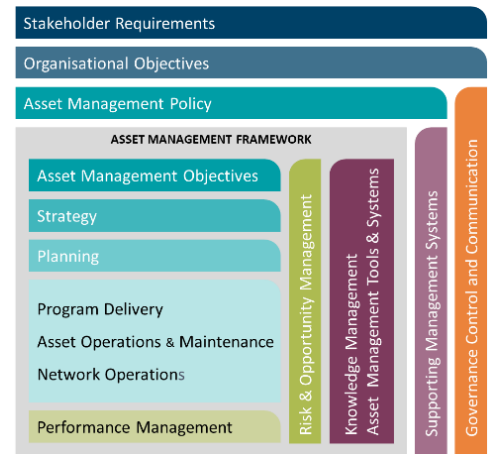 Stakeholder Requirements
Organisational Objectives
Asset Management Policy
ASSET MANAGEMENT FRAMEWORK
Asset Management Objectives
Strategy
Planning
Program Delivery
Asset Operations & Maintenance
Network Operations
Performance Management
Risk & Opportunity Management
Knowledge Management
Asset Management Tools & Systems
Supporting Management Systems
Governance Control and Communication